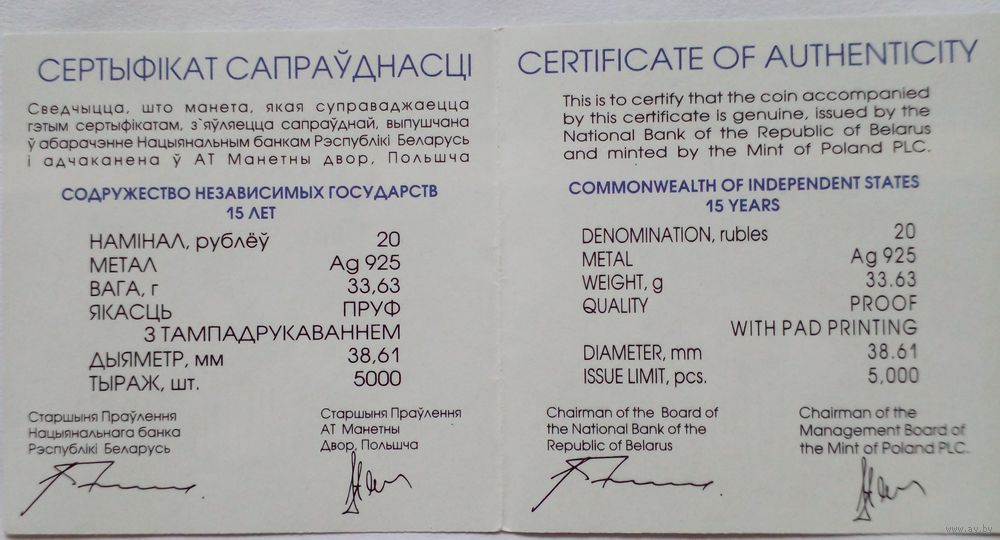 СЕРТЫФІКАТ САПРАЎДНАСЦІ
Сведчыцца, што манета, якая суправаджаецца
гэтым сертыфікатам, з`яўляецца сапраўднай, выпушчана
ў абарачэнне Нацыянальным банкам Рэспублікі Беларусь
і адчаканена ў АТ Манетны двор, Польшча
СОДРУЖЕСТВО НЕЗАВИСИМЫХ ГОСУДАРСТВ
15 ЛЕТ
НАМІНАЛ, рублёў 20
МЕТАЛ Ag 925
ВАГА, г 33,63
ЯКАСЦЬ ПРУФ
З ТАМПАДРУКАВАННЕМ
ДЫЯМЕТР, мм 38,61
ТЫРАЖ, шт. 5000
Старшыня Праўлення
Нацыянальнага банка
Рэспублікі Беларусь
Старшыня Праўлення
АТ Манетны
Двор, Польшча
CERTIFICATE OF AUTHENTICITY
This is to certify that the coin accompanied
by this certificate is genuine, issued by the
National Bank of the Republic of Belarus
and minted by the Mint of Poland PLC.
COMMONWEALTH OF INDEPENDENT STATES
15 YEARS
DENOMINATION, rubles 20
METAL Ag 925
WEIGHT, g 33.63
QUALITY PROOF
WITH PAD PRINTING
DIAMETER, mm 38.61
ISSUE LIMIT, pcs. 5,000
Chairman of the Board of
the National Bank of the
Republic of Belarus
Chairman of the
Management Board of
the Mint of Poland PLC.
www.ay.by